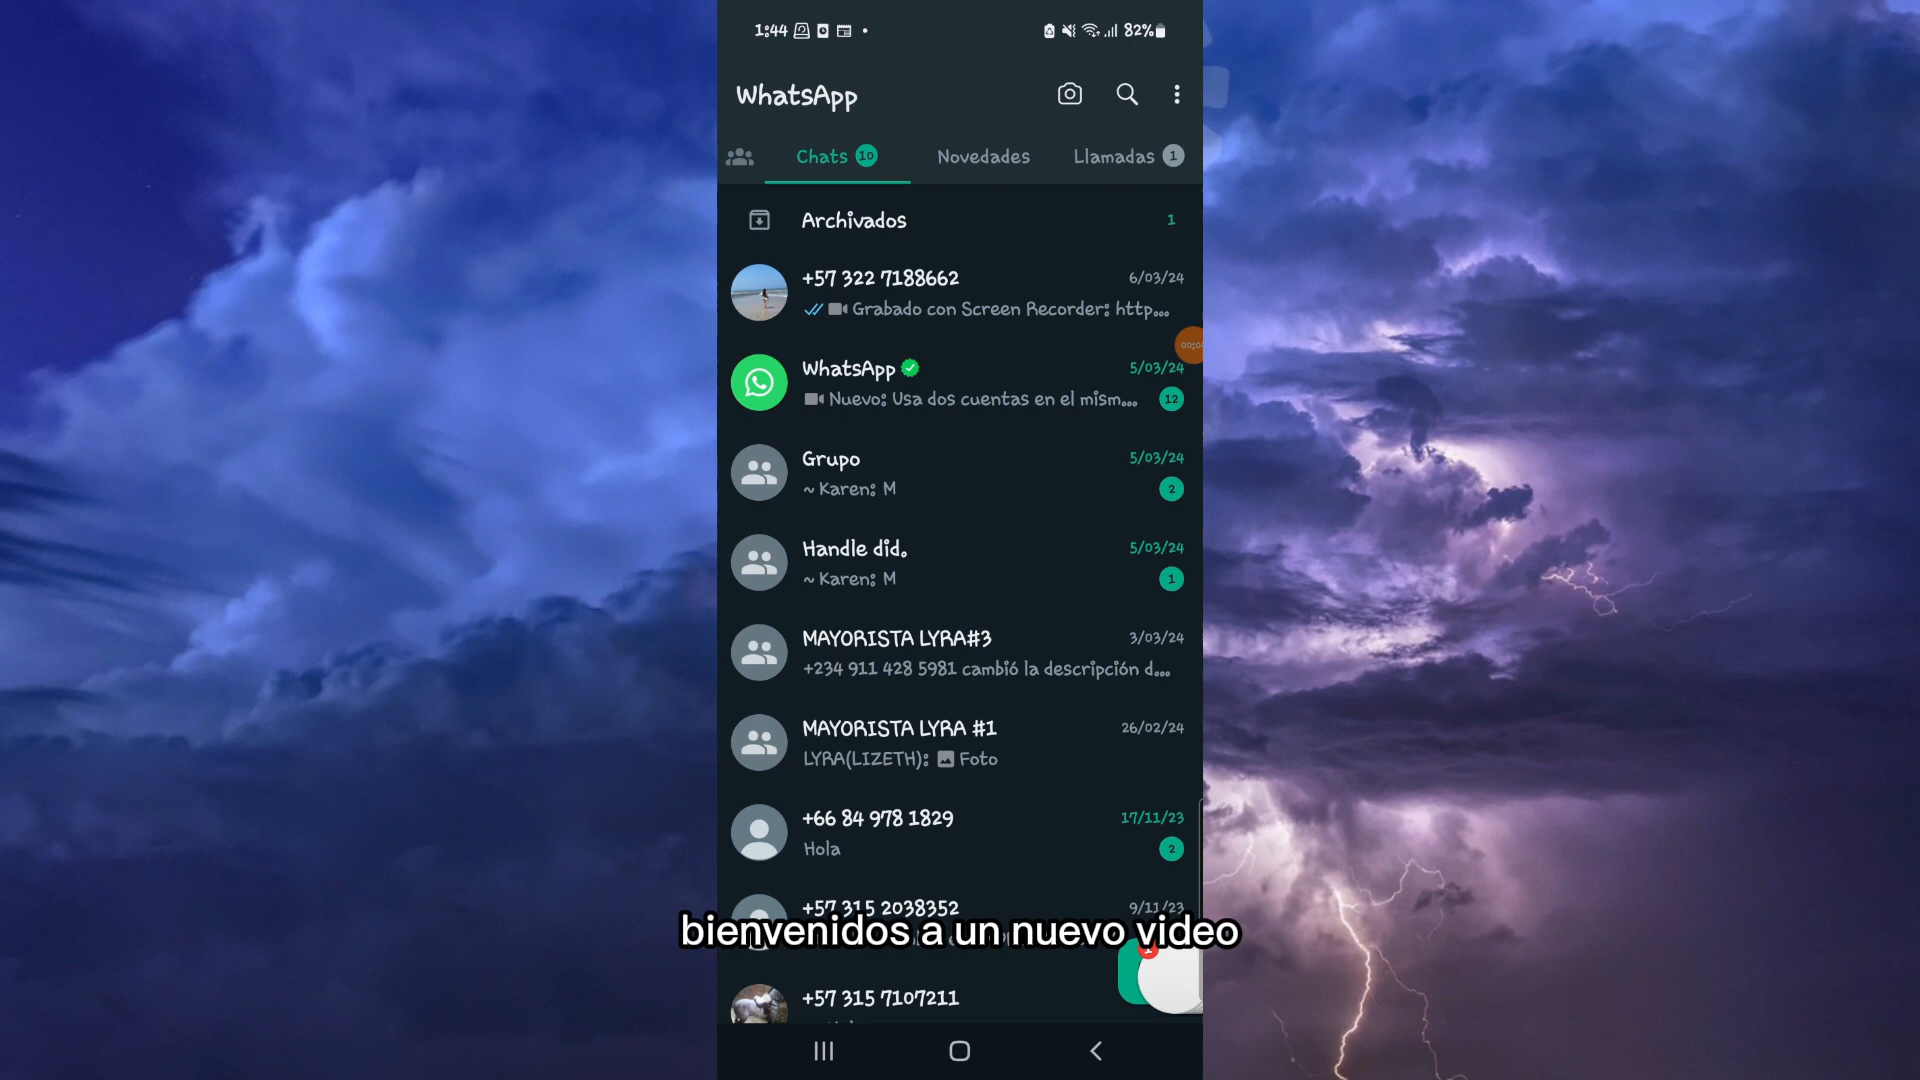 1:44
82%
WhatsApp
Chats 10
Novedades
Llamadas 1
Archivados 1
+57 322 7188662 6/03/24
Grabado con Screen Recorder: http...
WhatsApp 5/03/24
Nuevo: Usa dos cuentas en el mism... 12
Grupo 5/03/24
~ Karen: M 2
Handle did. 5/03/24
~ Karen: M 1
MAYORISTA LYRA#3 3/03/24
+234 911 428 5981 cambió la descripción d...
MAYORISTA LYRA #1 26/02/24
LYRA(LIZETH): Foto
+66 84 978 1829 17/11/23
Hola 2
+57 315 2038352 9/11/23
bienvenidos a un nuevo video
+57 315 7107211